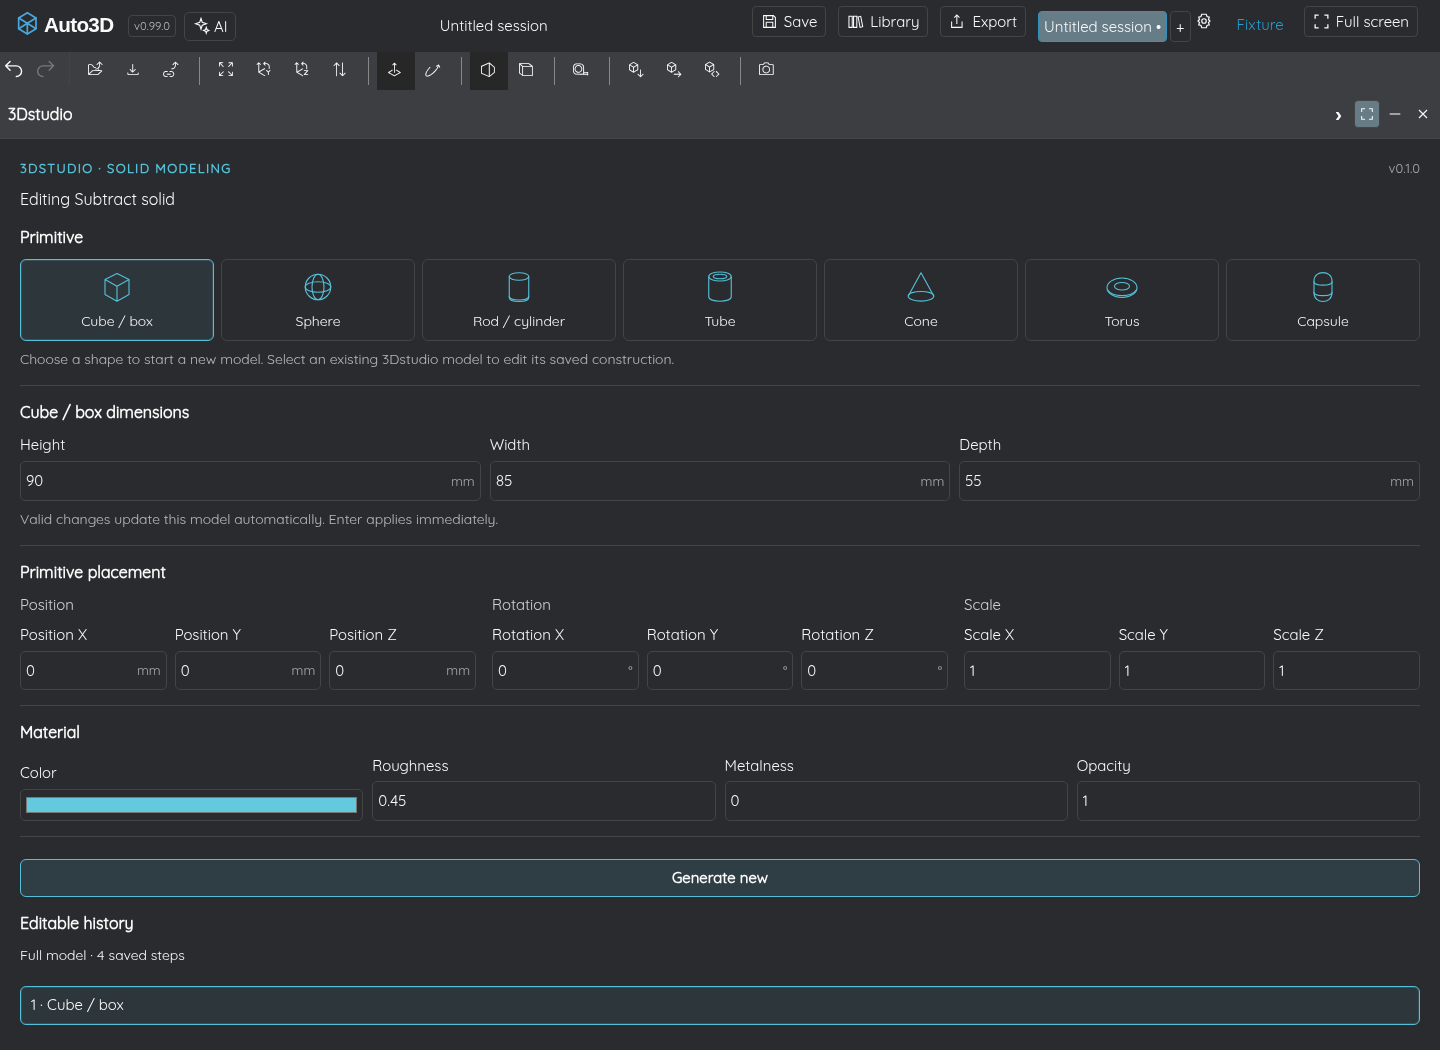 Auto3D v0.99.0 AI Untitled session Save Library Export Untitled session • + Fixture Full screen
3Dstudio
3DSTUDIO · SOLID MODELING v0.1.0
Editing Subtract solid
Primitive
Cube / box Sphere Rod / cylinder Tube Cone Torus Capsule
Choose a shape to start a new model. Select an existing 3Dstudio model to edit its saved construction.
Cube / box dimensions
Height Width Depth
90 mm 85 mm 55 mm
Valid changes update this model automatically. Enter applies immediately.
Primitive placement
Position Rotation Scale
Position X Position Y Position Z Rotation X Rotation Y Rotation Z Scale X Scale Y Scale Z
0 mm 0 mm 0 mm 0 ° 0 ° 0 ° 1 1 1
Material
Color Roughness Metalness Opacity
0.45 0 1
Generate new
Editable history
Full model · 4 saved steps
1 · Cube / box